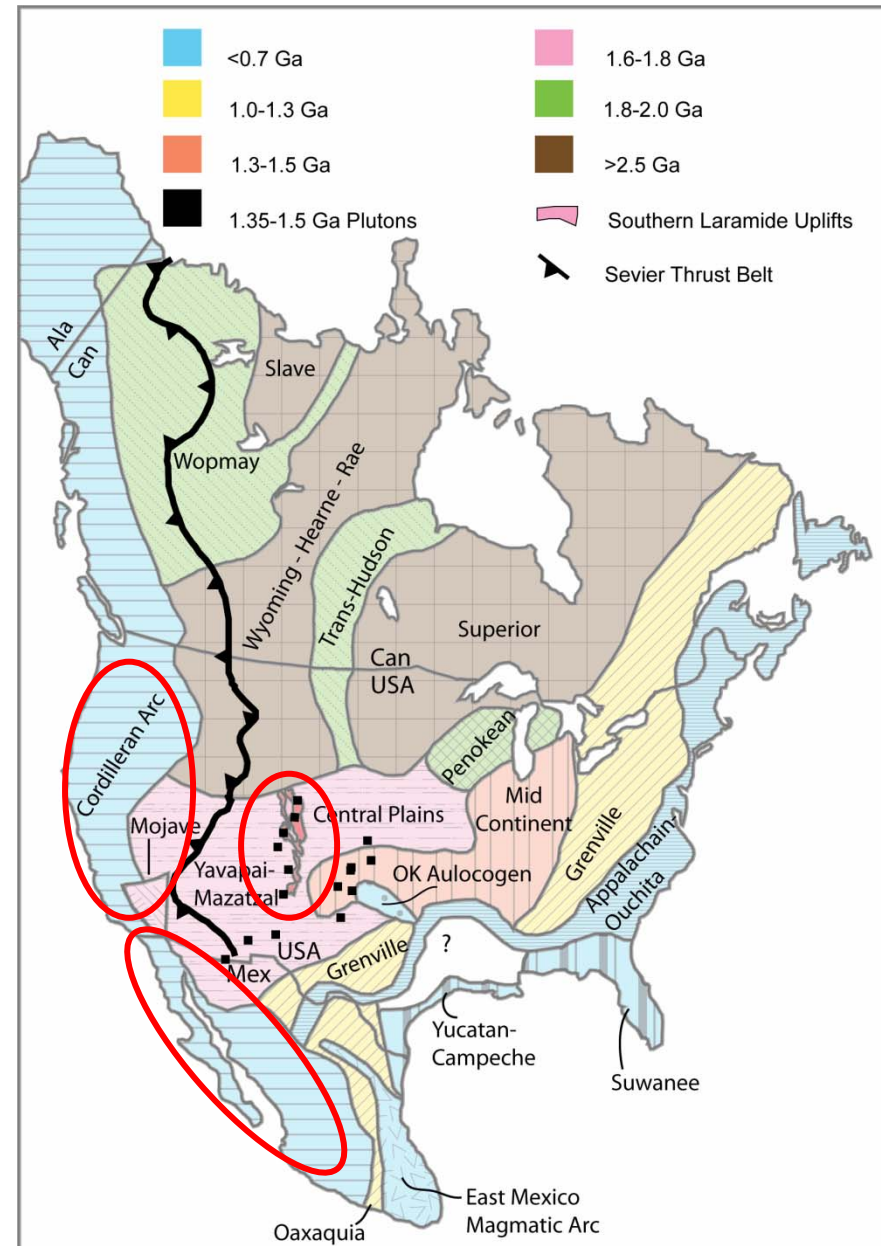 <0.7 Ga
1.0-1.3 Ga
1.3-1.5 Ga
1.35-1.5 Ga Plutons
1.6-1.8 Ga
1.8-2.0 Ga
>2.5 Ga
Southern Laramide Uplifts
Sevier Thrust Belt
Ala
Can
Slave
Wopmay
Wyoming - Hearne - Rae
Trans-Hudson
Superior
Can
USA
Cordilleran Arc
Penokean
Mid
Continent
Central Plains
Mojave
Yavapai-
Mazatzal
OK Aulocogen
Grenville
Appalachain-
Ouchita
USA
Mex
Grenville
?
Yucatan-
Campeche
Suwanee
East Mexico
Magmatic Arc
Oaxaquia